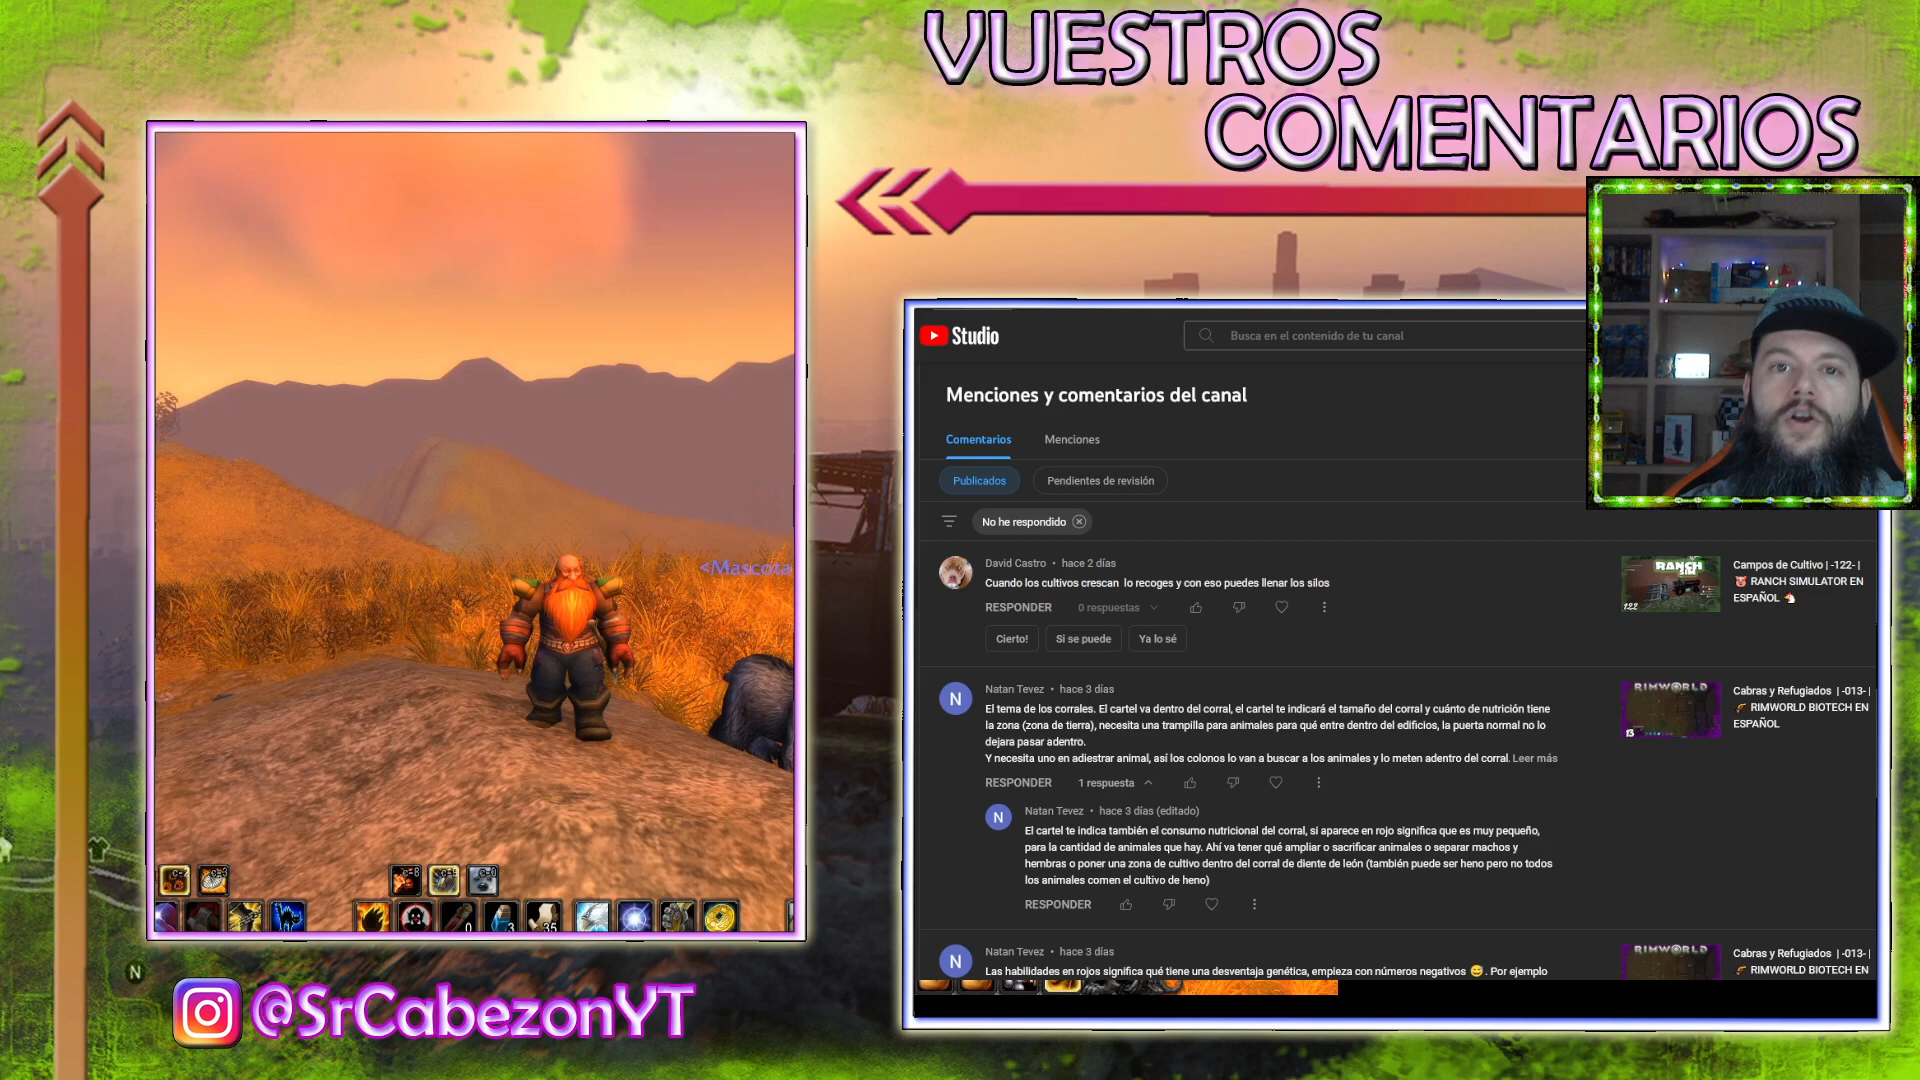 VUESTROS
COMENTARIOS
Studio
Busca en el contenido de tu canal
Menciones y comentarios del canal
Comentarios
Menciones
Publicados
Pendientes de revisión
No he respondido
David Castro • hace 2 días
Cuando los cultivos crescan lo recoges y con eso puedes llenar los silos
RESPONDER
0 respuestas
Cierto!
Si se puede
Ya lo sé
RANCH
SIM
122
Campos de Cultivo | -122- |
🐷 RANCH SIMULATOR EN
ESPAÑOL 🐴
N
Natan Tevez • hace 3 días
El tema de los corrales. El cartel va dentro del corral, el cartel te indicará el tamaño del corral y cuánto de nutrición tiene
la zona (zona de tierra), necesita una trampilla para animales para qué entre dentro del edificios, la puerta normal no lo
dejara pasar adentro.
Y necesita uno en adiestrar animal, así los colonos lo van a buscar a los animales y lo meten adentro del corral. Leer más
RESPONDER
1 respuesta
RIMWORLD
13
Cabras y Refugiados | -013- |
RIMWORLD BIOTECH EN
ESPAÑOL
N
Natan Tevez • hace 3 días (editado)
El cartel te indica también el consumo nutricional del corral, si aparece en rojo significa que es muy pequeño,
para la cantidad de animales que hay. Ahí va tener qué ampliar o sacrificar animales o separar machos y
hembras o poner una zona de cultivo dentro del corral de diente de león (también puede ser heno pero no todos
los animales comen el cultivo de heno)
RESPONDER
N
Natan Tevez • hace 3 días
Las habilidades en rojos significa qué tiene una desventaja genética, empieza con números negativos 😅 . Por ejemplo
RIMWORLD
Cabras y Refugiados | -013- |
RIMWORLD BIOTECH EN
<Mascota
0
3
35
N
@SrCabezonYT